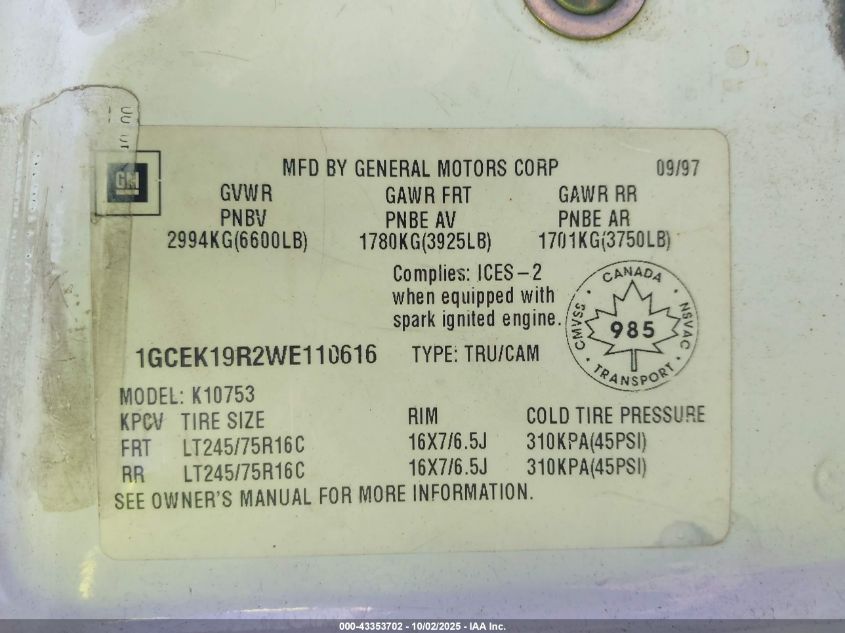 MFD BY GENERAL MOTORS CORP 09/97
GM
GVWR GAWR FRT GAWR RR
PNBV PNBE AV PNBE AR
2994KG(6600LB) 1780KG(3925LB) 1701KG(3750LB)
Complies: ICES-2
when equipped with
spark ignited engine.
CANADA
CMVSS 985 NSVAC
TRANSPORT
1GCEK19R2WE110616 TYPE: TRU/CAM
MODEL: K10753
KPCV TIRE SIZE RIM COLD TIRE PRESSURE
FRT LT245/75R16C 16X7/6.5J 310KPA(45PSI)
RR LT245/75R16C 16X7/6.5J 310KPA(45PSI)
SEE OWNER'S MANUAL FOR MORE INFORMATION.
000-43353702 - 10/02/2025 - IAA Inc.